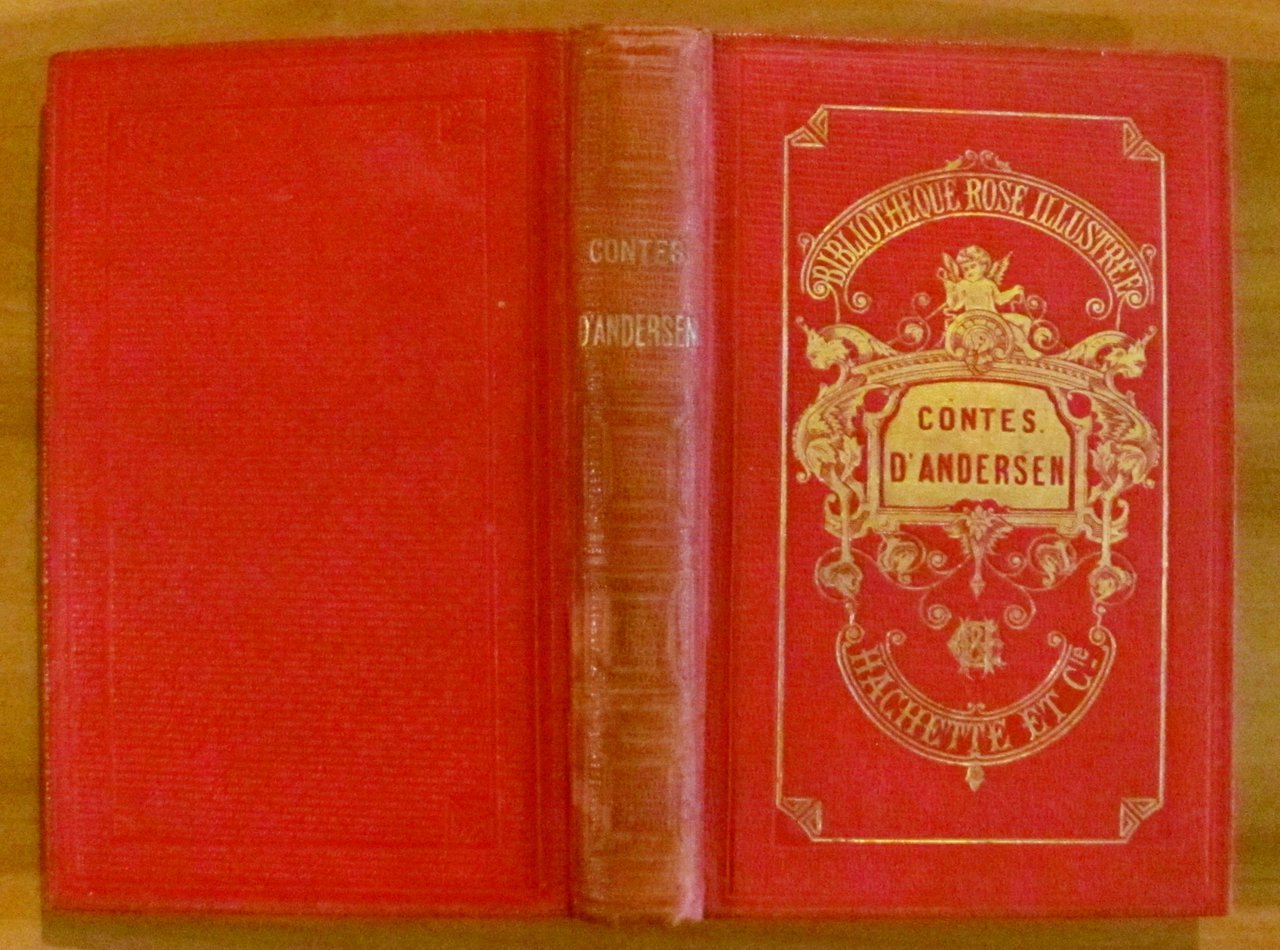 CONTES
D'ANDERSEN
BIBLIOTHEQUE ROSE ILLUSTREE
CONTES.
D'ANDERSEN
HACHETTE ET Cie